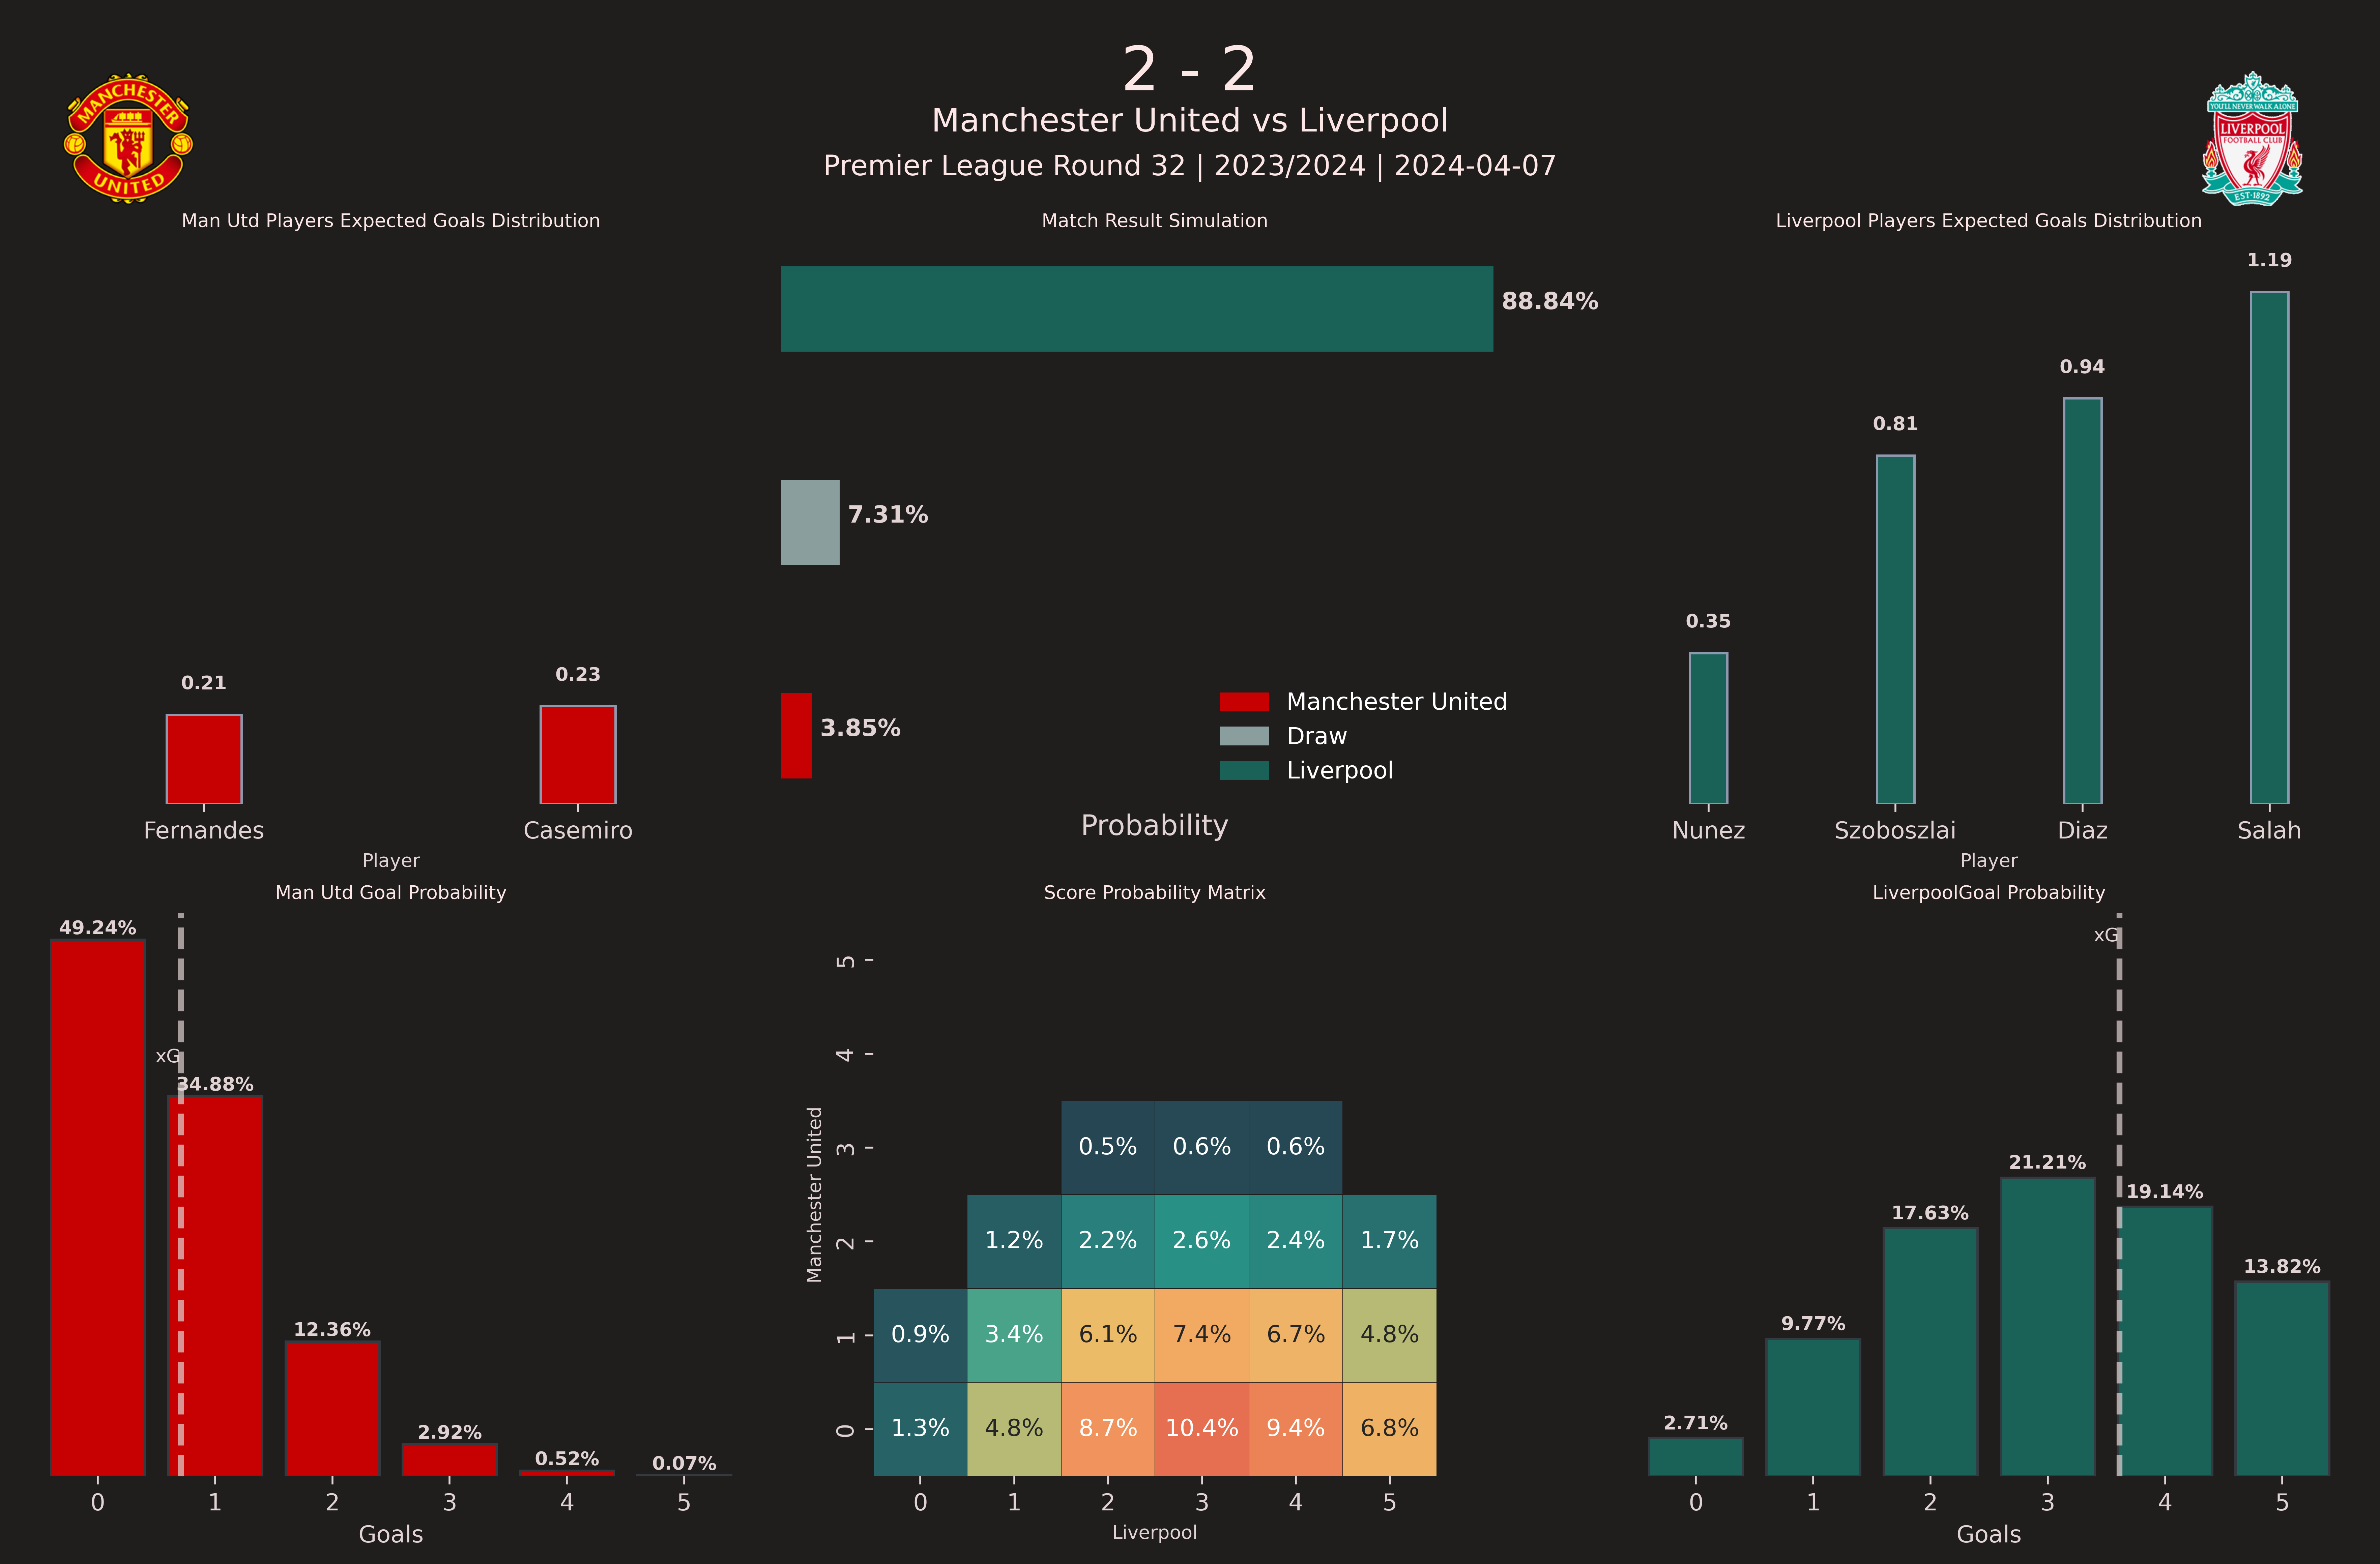 2 - 2
Manchester United vs Liverpool
Premier League Round 32 | 2023/2024 | 2024-04-07
MANCHESTER
UNITED
YOU'LL NEVER WALK ALONE
LIVERPOOL
FOOTBALL CLUB
EST·1892
Man Utd Players Expected Goals Distribution
0.21
0.23
Fernandes
Casemiro
Player
Match Result Simulation
88.84%
7.31%
3.85%
Manchester United
Draw
Liverpool
Probability
Liverpool Players Expected Goals Distribution
0.35
0.81
0.94
1.19
Nunez
Szoboszlai
Diaz
Salah
Player
Man Utd Goal Probability
49.24%
xG
34.88%
12.36%
2.92%
0.52%
0.07%
0 1 2 3 4 5
Goals
Score Probability Matrix
Manchester United
5
4
3 0.5% 0.6% 0.6%
2 1.2% 2.2% 2.6% 2.4% 1.7%
1 0.9% 3.4% 6.1% 7.4% 6.7% 4.8%
0 1.3% 4.8% 8.7% 10.4% 9.4% 6.8%
0 1 2 3 4 5
Liverpool
LiverpoolGoal Probability
xG
2.71%
9.77%
17.63%
21.21%
19.14%
13.82%
0 1 2 3 4 5
Goals